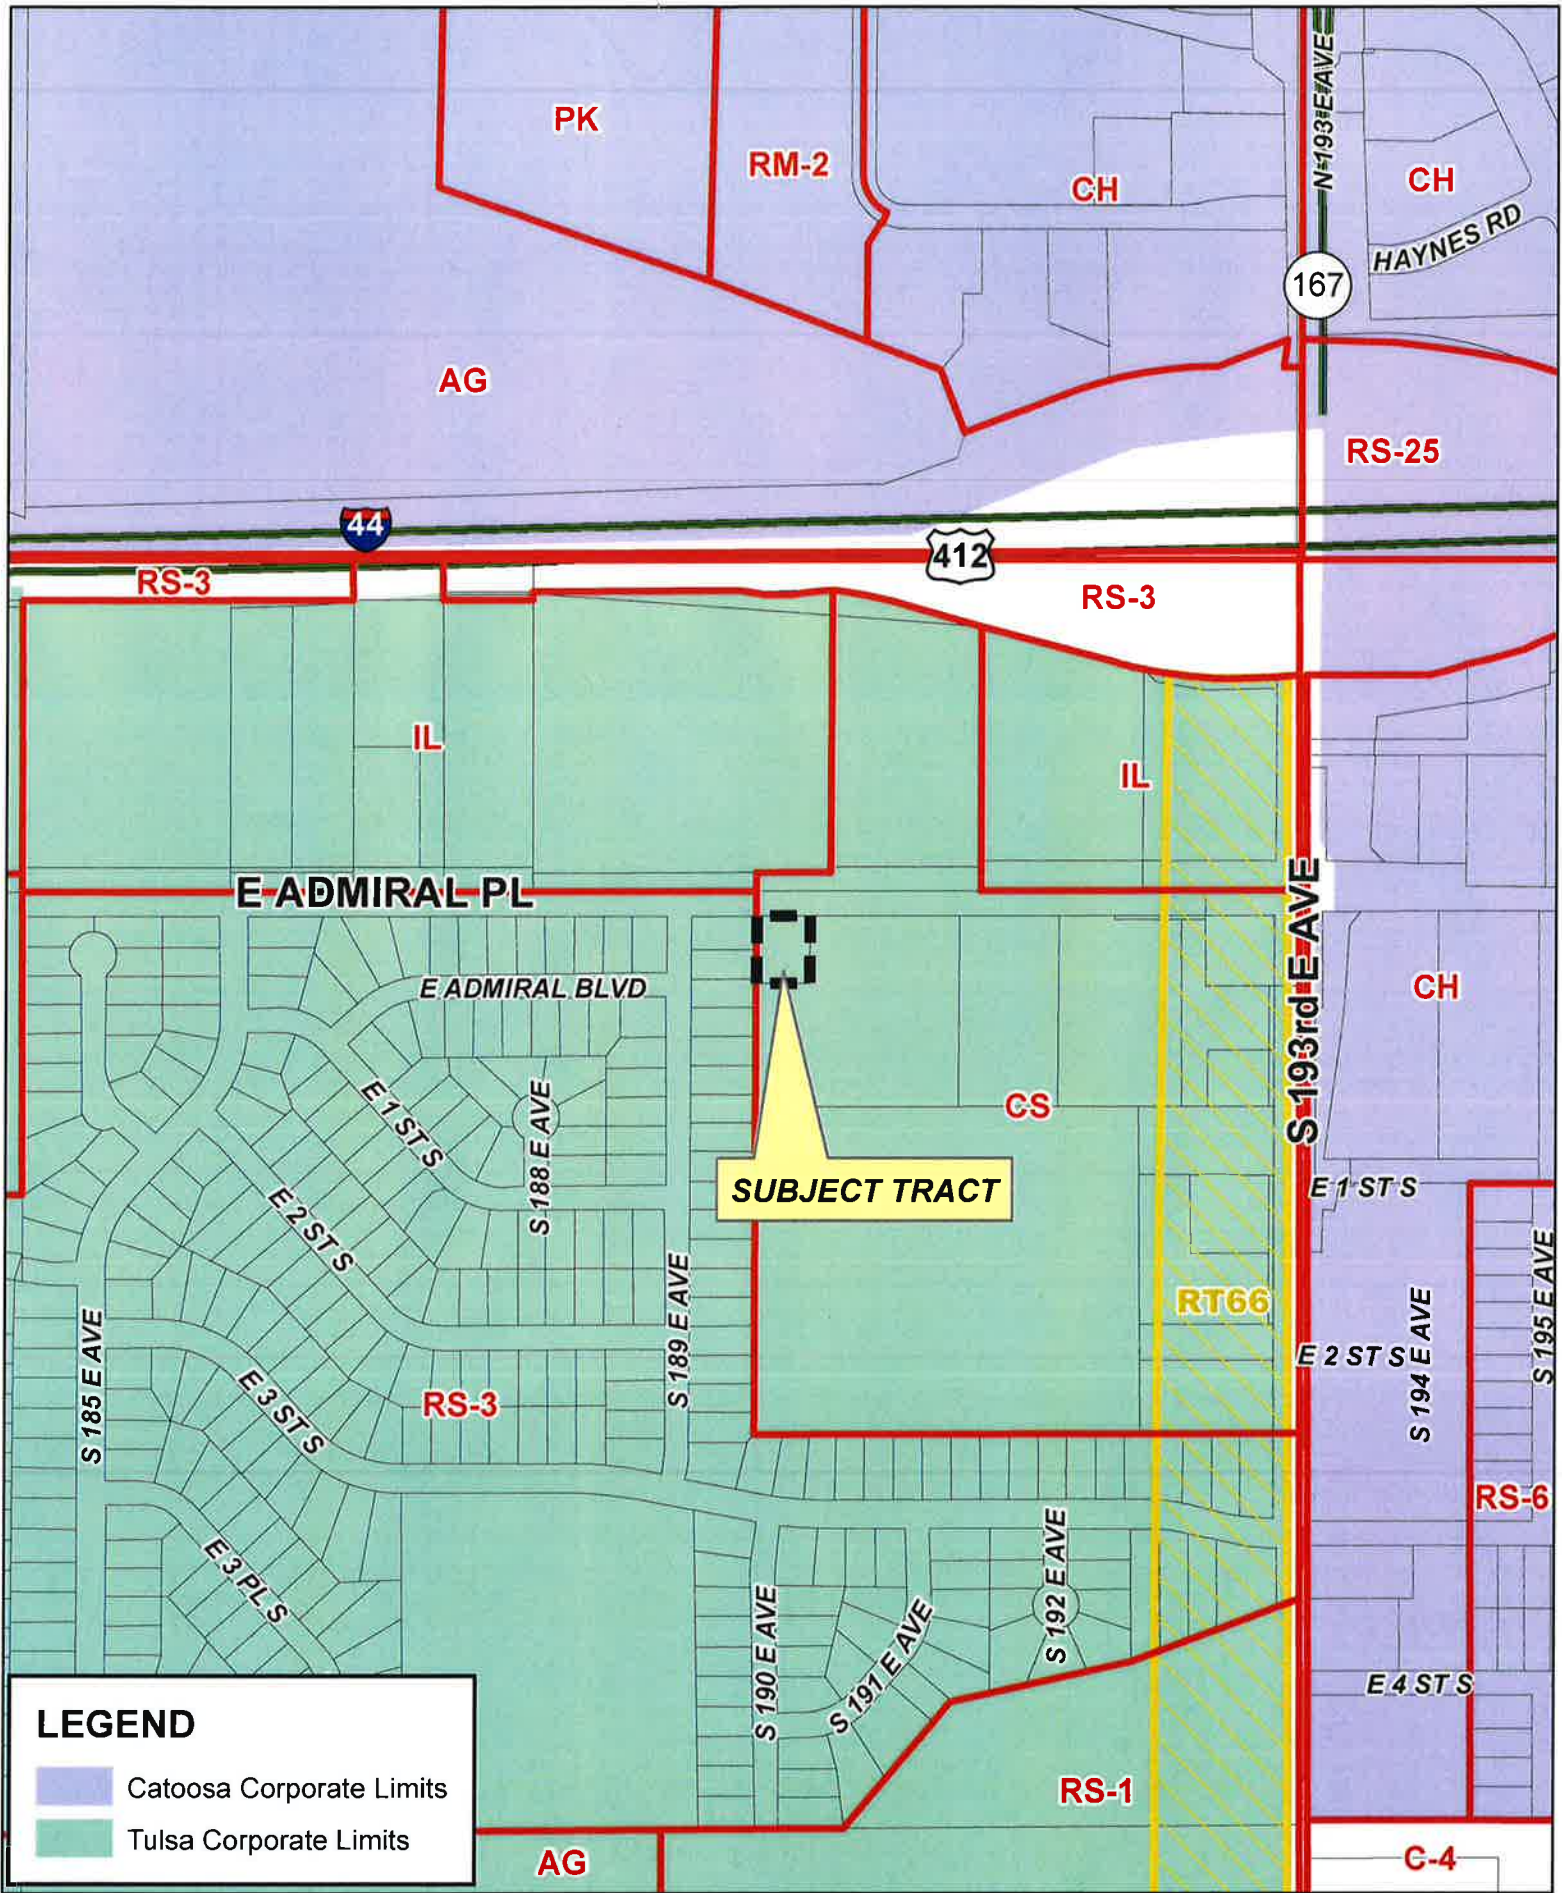 PK
RM-2
CH
N 193 E AVE
CH
HAYNES RD
167
AG
RS-25
44
412
RS-3
RS-3
IL
IL
E ADMIRAL PL
S 193rd E AVE
E ADMIRAL BLVD
CH
E 1 ST S
S 188 E AVE
CS
SUBJECT TRACT
E 1 ST S
E 2 ST S
S 189 E AVE
S 195 E AVE
RT66
S 185 E AVE
E 2 ST S
S 194 E AVE
E 3 ST S
RS-3
RS-6
E 3 PL S
S 190 E AVE
S 191 E AVE
S 192 E AVE
E 4 ST S
RS-1
AG
C-4
LEGEND
Catoosa Corporate Limits
Tulsa Corporate Limits